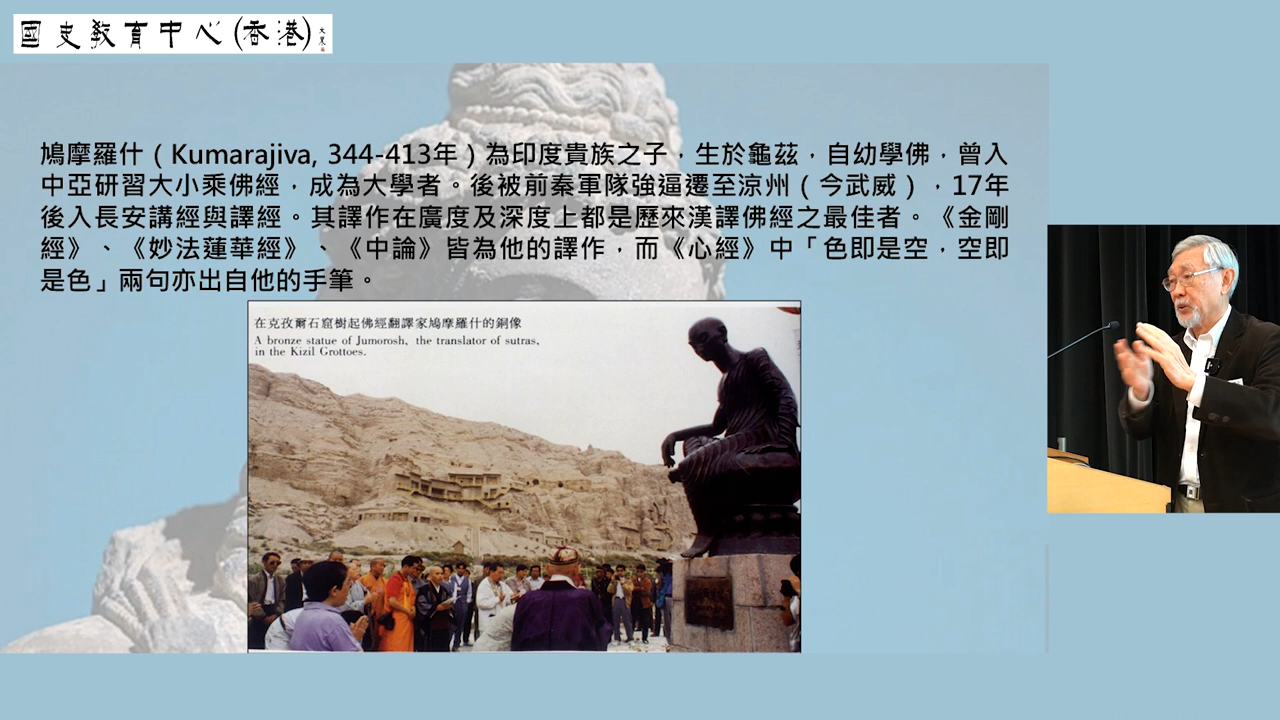 國史教育中心(香港)
鳩摩羅什（Kumarajiva, 344-413年）為印度貴族之子，生於龜茲，自幼學佛，曾入
中亞研習大小乘佛經，成為大學者。後被前秦軍隊強逼遷至涼州（今武威），17年
後入長安講經與譯經。其譯作在廣度及深度上都是歷來漢譯佛經之最佳者。《金剛
經》、《妙法蓮華經》、《中論》皆為他的譯作，而《心經》中「色即是空，空即
是色」兩句亦出自他的手筆。
在克孜爾石窟樹起佛經翻譯家鳩摩羅什的銅像
A bronze statue of Jumorosh, the translator of sutras,
in the Kizil Grottoes.